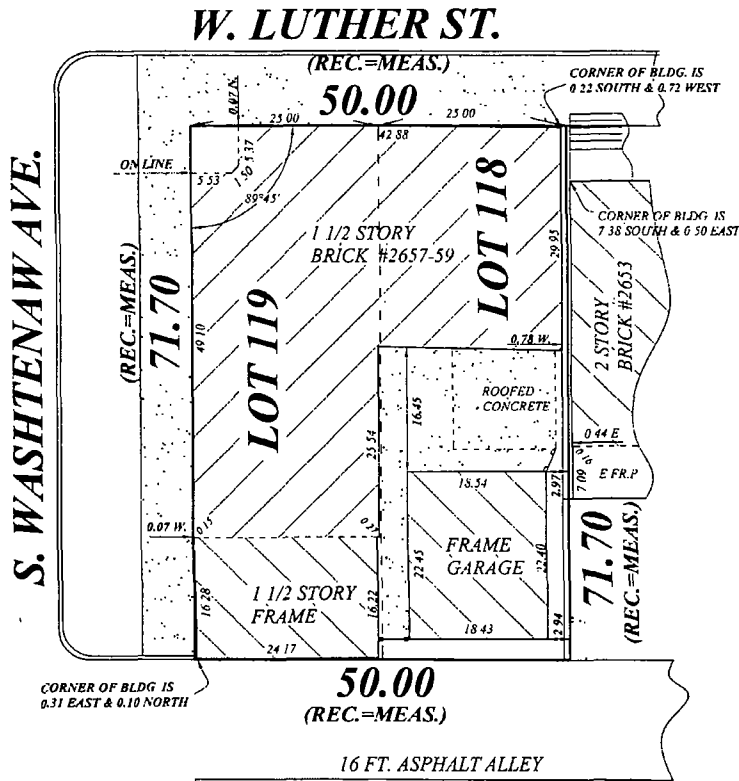 W. LUTHER ST.
(REC.=MEAS.)
50.00
CORNER OF BLDG. IS
0.22 SOUTH & 0.72 WEST
0.07 N.
25.00
25.00
42.88
ON LINE
5.53
1.50
5.37
89°45'
S. WASHTENAW AVE.
(REC.=MEAS.)
71.70
49.10
LOT 119
1 1/2 STORY
BRICK #2657-59
LOT 118
29.95
CORNER OF BLDG IS
7.38 SOUTH & 0.50 EAST
2 STORY
BRICK #2653
0.78 W.
ROOFED
CONCRETE
16.45
25.54
0.44 E
0.16
E FR.P
7.09
18.54
2.97
0.07 W.
0.15
0.37
FRAME
GARAGE
22.45
22.40
1 1/2 STORY
FRAME
16.28
16.22
24.17
18.43
2.94
71.70
(REC.=MEAS.)
CORNER OF BLDG IS
0.31 EAST & 0.10 NORTH
50.00
(REC.=MEAS.)
16 FT. ASPHALT ALLEY